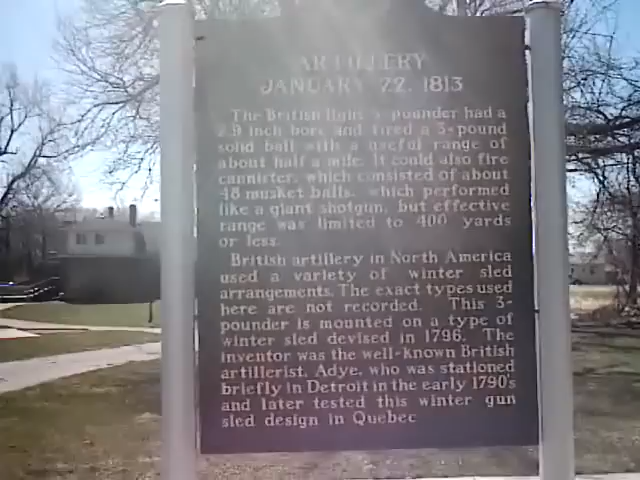 ARTILLERY
JANUARY 22, 1813
The British light 3-pounder had a
2.9 inch bore and fired a 3-pound
solid ball with a useful range of
about half a mile. It could also fire
cannister, which consisted of about
48 musket balls, which performed
like a giant shotgun, but effective
range was limited to 400 yards
or less.
British artillery in North America
used a variety of winter sled
arrangements. The exact types used
here are not recorded. This 3-
pounder is mounted on a type of
winter sled devised in 1796. The
inventor was the well-known British
artillerist, Adye, who was stationed
briefly in Detroit in the early 1790's
and later tested this winter gun
sled design in Quebec